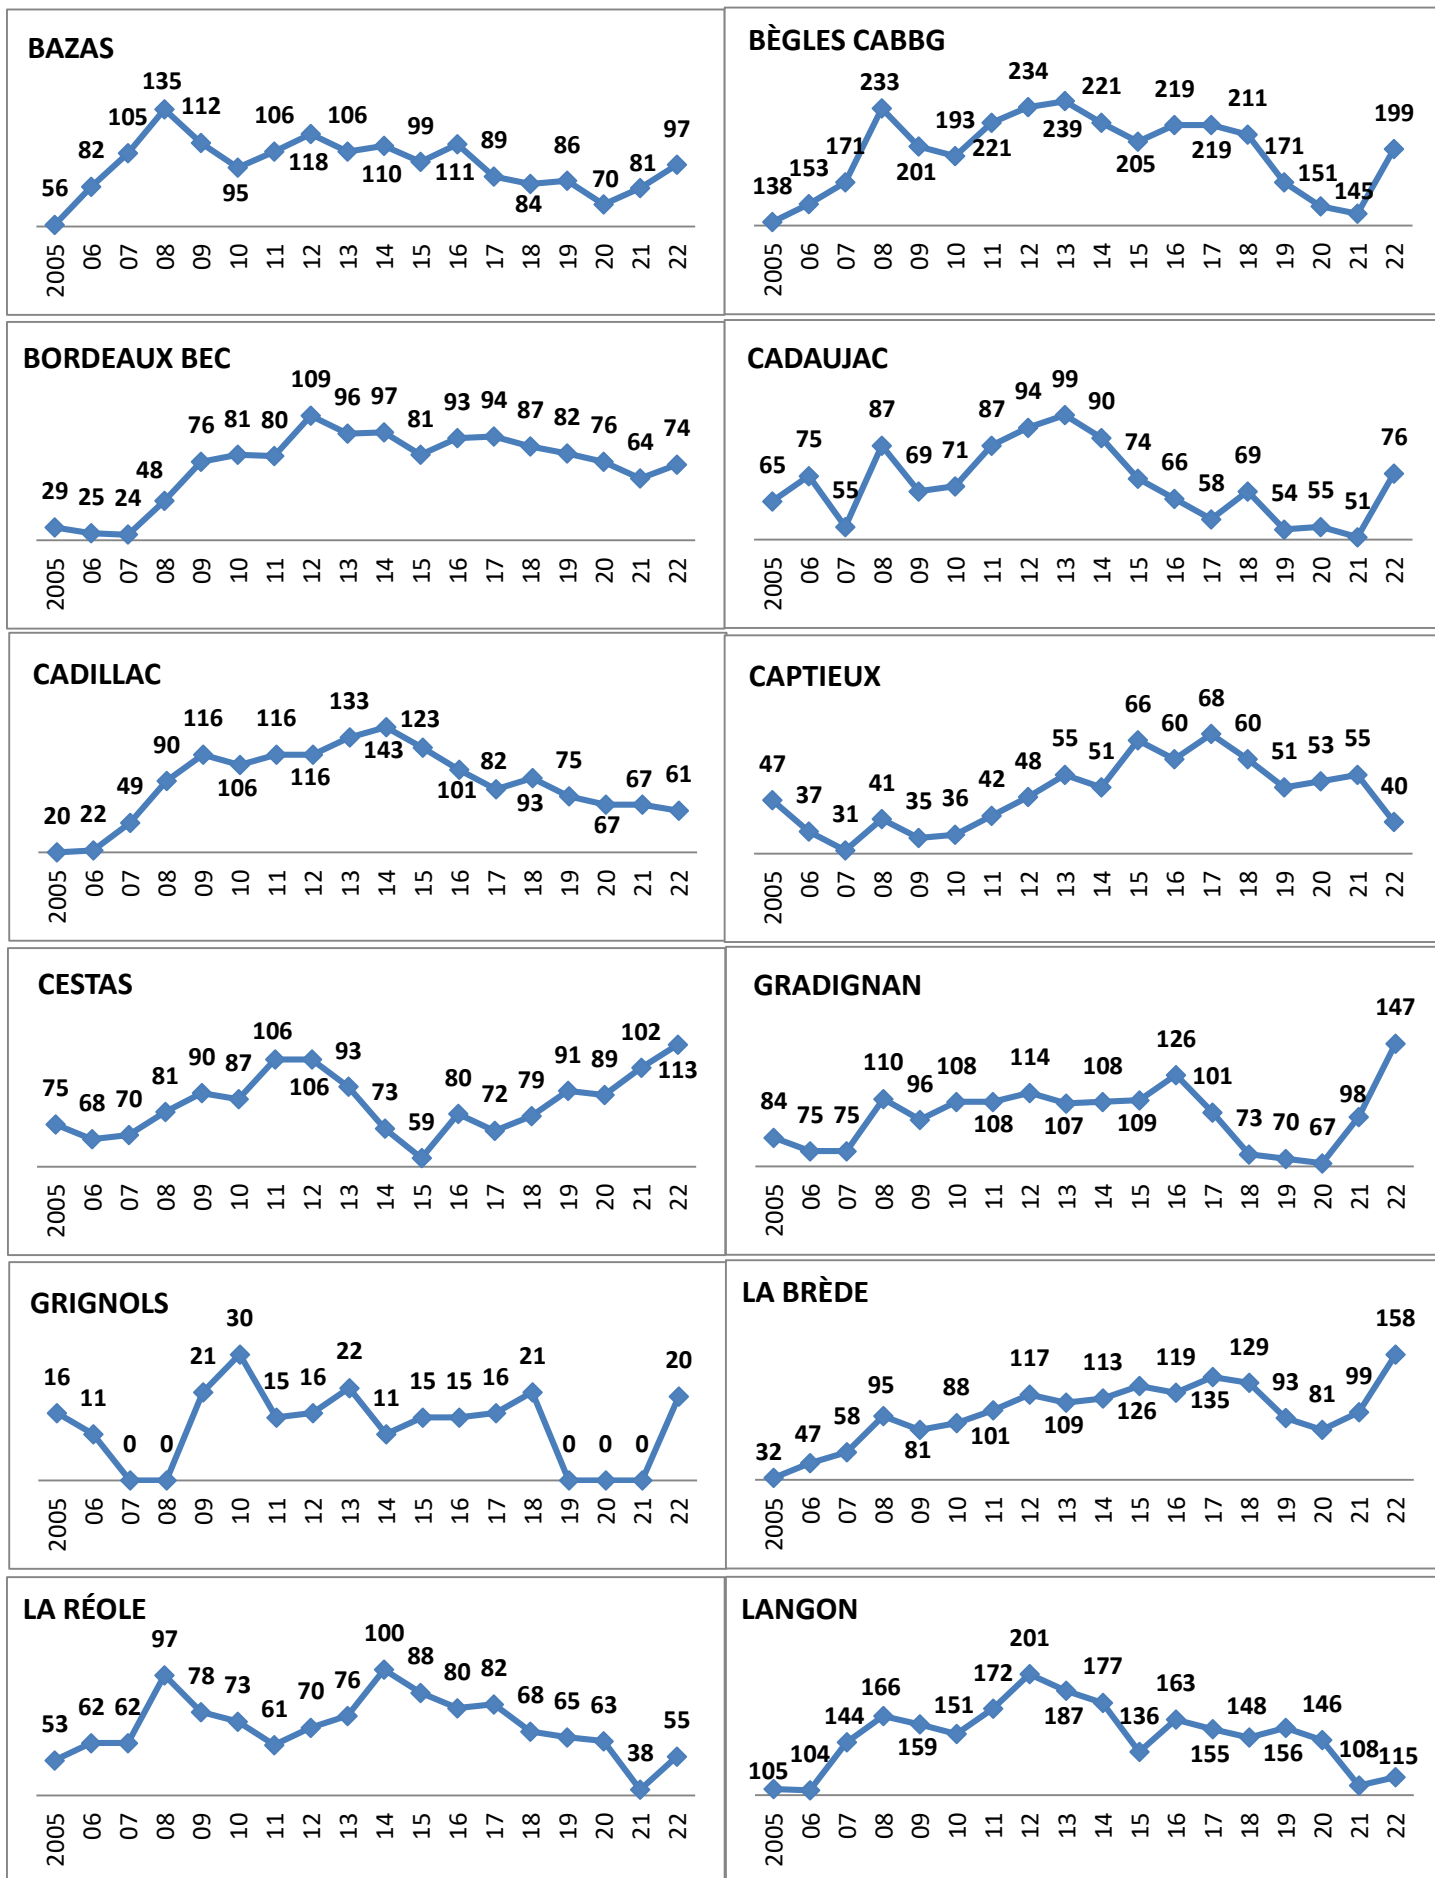 BAZAS
56 82 105 135 112 95 106 118 106 110 99 111 89 84 86 70 81 97
2005 06 07 08 09 10 11 12 13 14 15 16 17 18 19 20 21 22
BÈGLES CABBG
138 153 171 233 201 193 221 234 239 221 205 219 219 211 171 151 145 199
2005 06 07 08 09 10 11 12 13 14 15 16 17 18 19 20 21 22
BORDEAUX BEC
29 25 24 48 76 81 80 109 96 97 81 93 94 87 82 76 64 74
2005 06 07 08 09 10 11 12 13 14 15 16 17 18 19 20 21 22
CADAUJAC
65 75 55 87 69 71 87 94 99 90 74 66 58 69 54 55 51 76
2005 06 07 08 09 10 11 12 13 14 15 16 17 18 19 20 21 22
CADILLAC
20 22 49 90 116 106 116 116 133 143 123 101 82 93 75 67 67 61
2005 06 07 08 09 10 11 12 13 14 15 16 17 18 19 20 21 22
CAPTIEUX
47 37 31 41 35 36 42 48 55 51 66 60 68 60 51 53 55 40
2005 06 07 08 09 10 11 12 13 14 15 16 17 18 19 20 21 22
CESTAS
75 68 70 81 90 87 106 106 93 73 59 80 72 79 91 89 102 113
2005 06 07 08 09 10 11 12 13 14 15 16 17 18 19 20 21 22
GRADIGNAN
84 75 75 110 96 108 108 114 107 108 109 126 101 73 70 67 98 147
2005 06 07 08 09 10 11 12 13 14 15 16 17 18 19 20 21 22
GRIGNOLS
16 11 0 0 21 30 15 16 22 11 15 15 16 21 0 0 0 20
2005 06 07 08 09 10 11 12 13 14 15 16 17 18 19 20 21 22
LA BRÈDE
32 47 58 95 81 88 101 117 109 113 126 119 135 129 93 81 99 158
2005 06 07 08 09 10 11 12 13 14 15 16 17 18 19 20 21 22
LA RÉOLE
53 62 62 97 78 73 61 70 76 100 88 80 82 68 65 63 38 55
2005 06 07 08 09 10 11 12 13 14 15 16 17 18 19 20 21 22
LANGON
105 104 144 166 159 151 172 201 187 177 136 163 155 148 156 146 108 115
2005 06 07 08 09 10 11 12 13 14 15 16 17 18 19 20 21 22